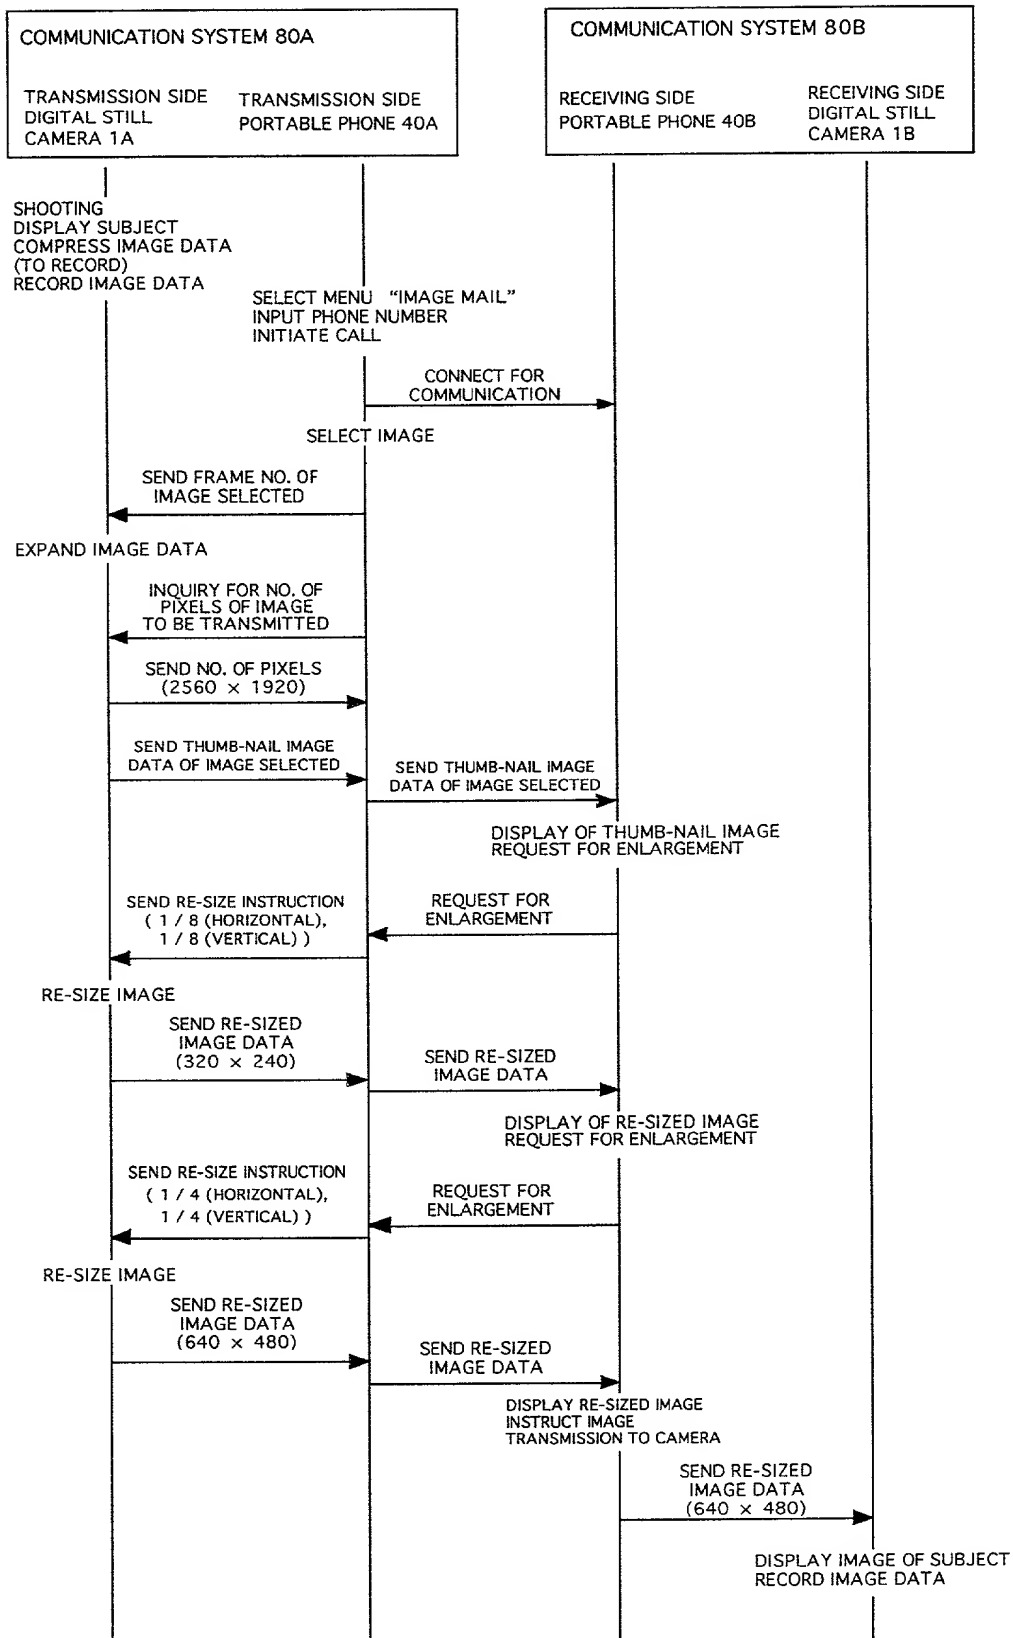 COMMUNICATION SYSTEM 80A
TRANSMISSION SIDE
DIGITAL STILL
CAMERA 1A
TRANSMISSION SIDE
PORTABLE PHONE 40A
COMMUNICATION SYSTEM 80B
RECEIVING SIDE
PORTABLE PHONE 40B
RECEIVING SIDE
DIGITAL STILL
CAMERA 1B
SHOOTING
DISPLAY SUBJECT
COMPRESS IMAGE DATA
(TO RECORD)
RECORD IMAGE DATA
SELECT MENU "IMAGE MAIL"
INPUT PHONE NUMBER
INITIATE CALL
CONNECT FOR
COMMUNICATION
SELECT IMAGE
SEND FRAME NO. OF
IMAGE SELECTED
EXPAND IMAGE DATA
INQUIRY FOR NO. OF
PIXELS OF IMAGE
TO BE TRANSMITTED
SEND NO. OF PIXELS
(2560 × 1920)
SEND THUMB-NAIL IMAGE
DATA OF IMAGE SELECTED
SEND THUMB-NAIL IMAGE
DATA OF IMAGE SELECTED
DISPLAY OF THUMB-NAIL IMAGE
REQUEST FOR ENLARGEMENT
REQUEST FOR
ENLARGEMENT
SEND RE-SIZE INSTRUCTION
( 1 / 8 (HORIZONTAL),
1 / 8 (VERTICAL) )
RE-SIZE IMAGE
SEND RE-SIZED
IMAGE DATA
(320 × 240)
SEND RE-SIZED
IMAGE DATA
DISPLAY OF RE-SIZED IMAGE
REQUEST FOR ENLARGEMENT
REQUEST FOR
ENLARGEMENT
SEND RE-SIZE INSTRUCTION
( 1 / 4 (HORIZONTAL),
1 / 4 (VERTICAL) )
RE-SIZE IMAGE
SEND RE-SIZED
IMAGE DATA
(640 × 480)
SEND RE-SIZED
IMAGE DATA
DISPLAY RE-SIZED IMAGE
INSTRUCT IMAGE
TRANSMISSION TO CAMERA
SEND RE-SIZED
IMAGE DATA
(640 × 480)
DISPLAY IMAGE OF SUBJECT
RECORD IMAGE DATA